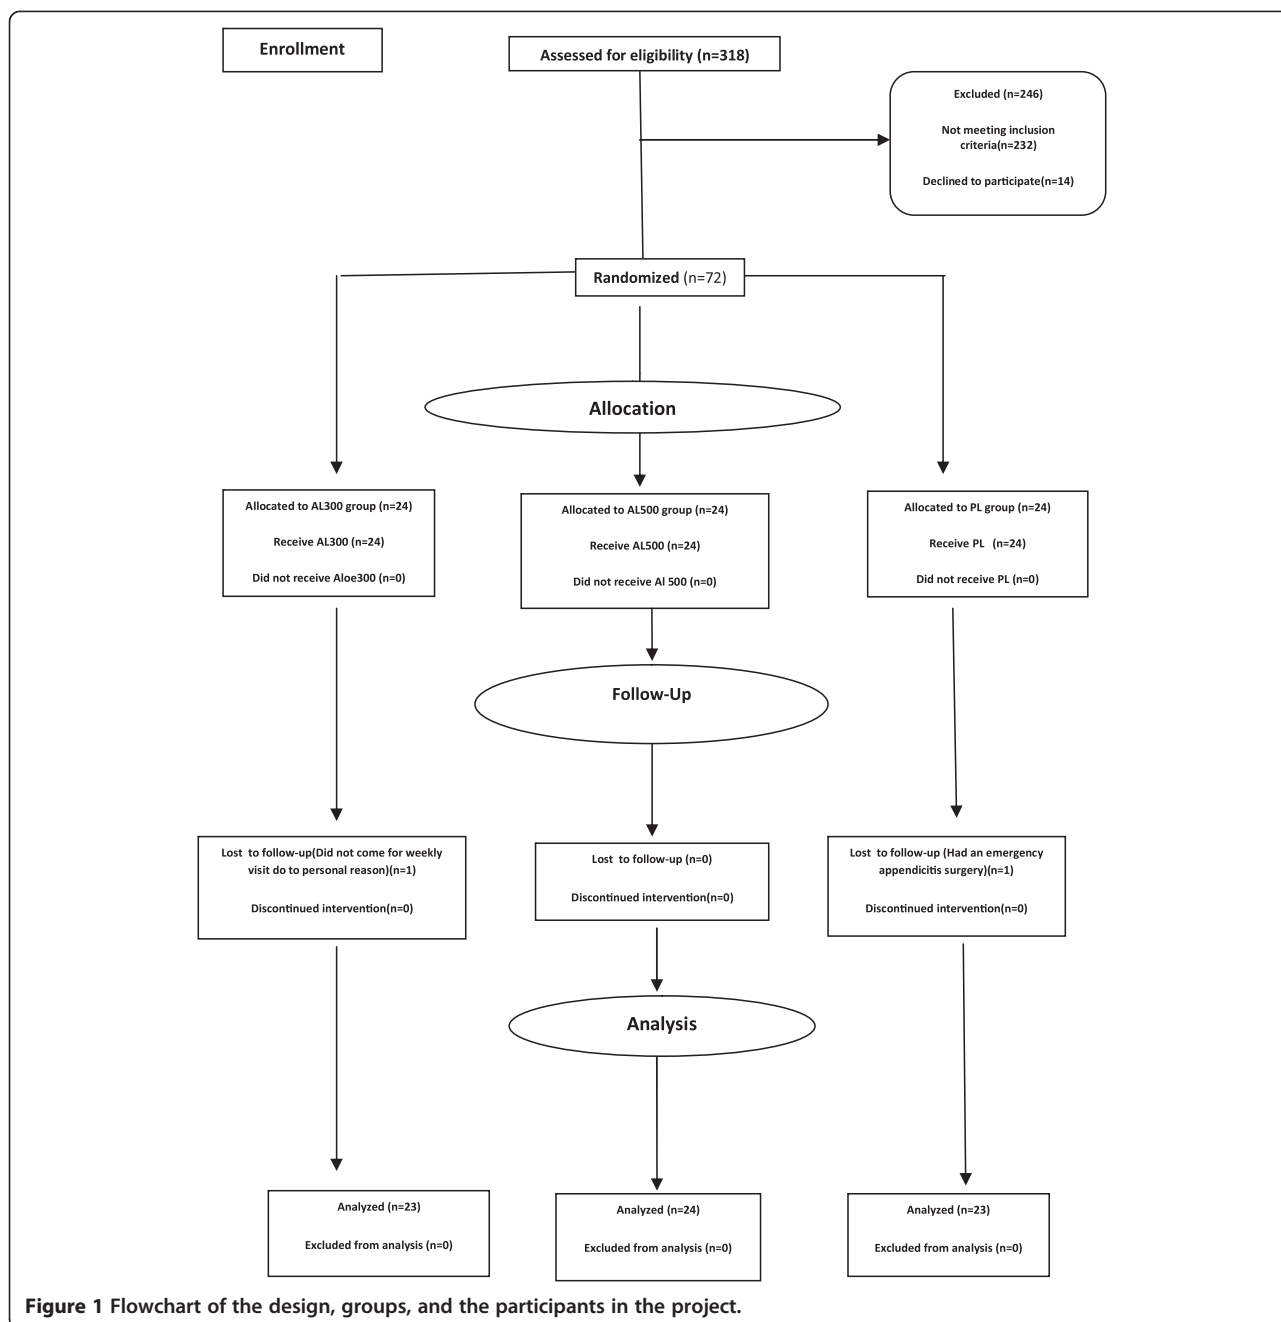 Enrollment
Assessed for eligibility (n=318)
Excluded (n=246)
Not meeting inclusion
criteria(n=232)
Declined to participate(n=14)
Randomized (n=72)
Allocation
Allocated to AL300 group (n=24)
Receive AL300 (n=24)
Did not receive Aloe300 (n=0)
Allocated to AL500 group (n=24)
Receive AL500 (n=24)
Did not receive Al 500 (n=0)
Allocated to PL group (n=24)
Receive PL (n=24)
Did not receive PL (n=0)
Follow-Up
Lost to follow-up(Did not come for weekly
visit do to personal reason)(n=1)
Discontinued intervention(n=0)
Lost to follow-up (n=0)
Discontinued intervention(n=0)
Lost to follow-up (Had an emergency
appendicitis surgery)(n=1)
Discontinued intervention(n=0)
Analysis
Analyzed (n=23)
Excluded from analysis (n=0)
Analyzed (n=24)
Excluded from analysis (n=0)
Analyzed (n=23)
Excluded from analysis (n=0)
Figure 1 Flowchart of the design, groups, and the participants in the project.